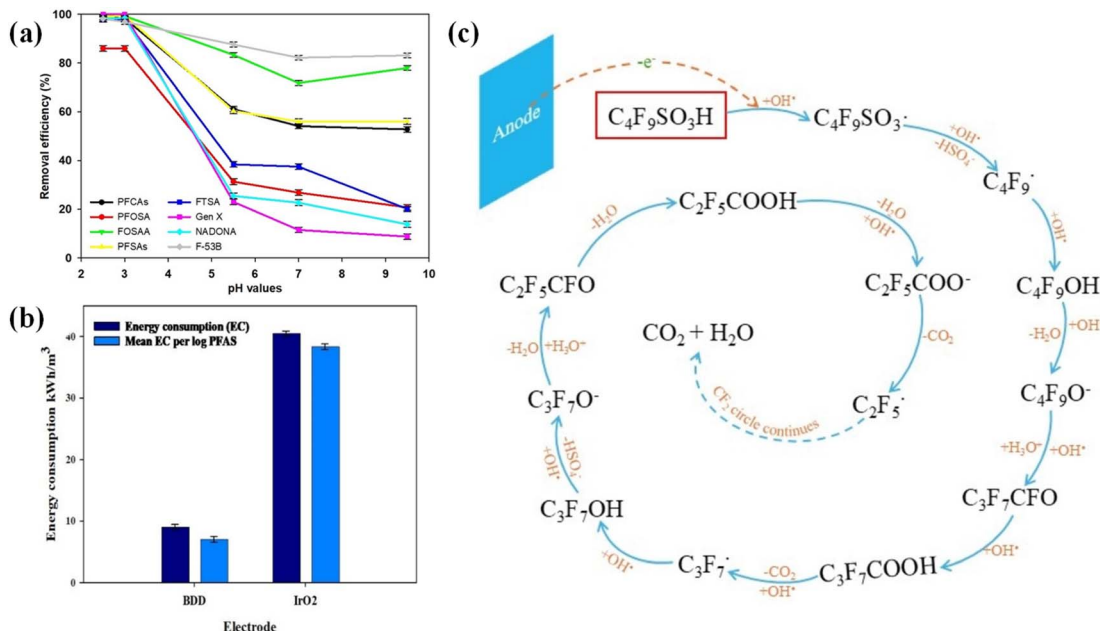 (a)
Removal efficiency (%)
100
80
60
40
20
0
PFCAs
PFOSA
FOSAA
PFSAs
FTSA
Gen X
NADONA
F-53B
2 3 4 5 6 7 8 9 10
pH values
(b)
Energy consumption kWh/m³
40
30
20
10
0
Energy consumption (EC)
Mean EC per log PFAS
BDD IrO2
Electrode
(c)
Anode
-e⁻
C₄F₉SO₃H
+OH•
C₄F₉SO₃·
+OH•
-HSO₄⁻
C₄F₉·
+OH•
C₄F₉OH
-H₂O
+OH•
C₄F₉O⁻
+H₃O⁺
+OH•
C₃F₇CFO
+OH•
C₃F₇COOH
-CO₂
+OH•
C₃F₇·
+OH•
C₃F₇OH
-HSO₄⁻
+OH•
C₃F₇O⁻
-H₂O
+H₃O⁺
C₂F₅CFO
-H₂O
C₂F₅COOH
-H₂O
+OH•
C₂F₅COO⁻
-CO₂
C₂F₅·
CF₂ circle continues
CO₂ + H₂O